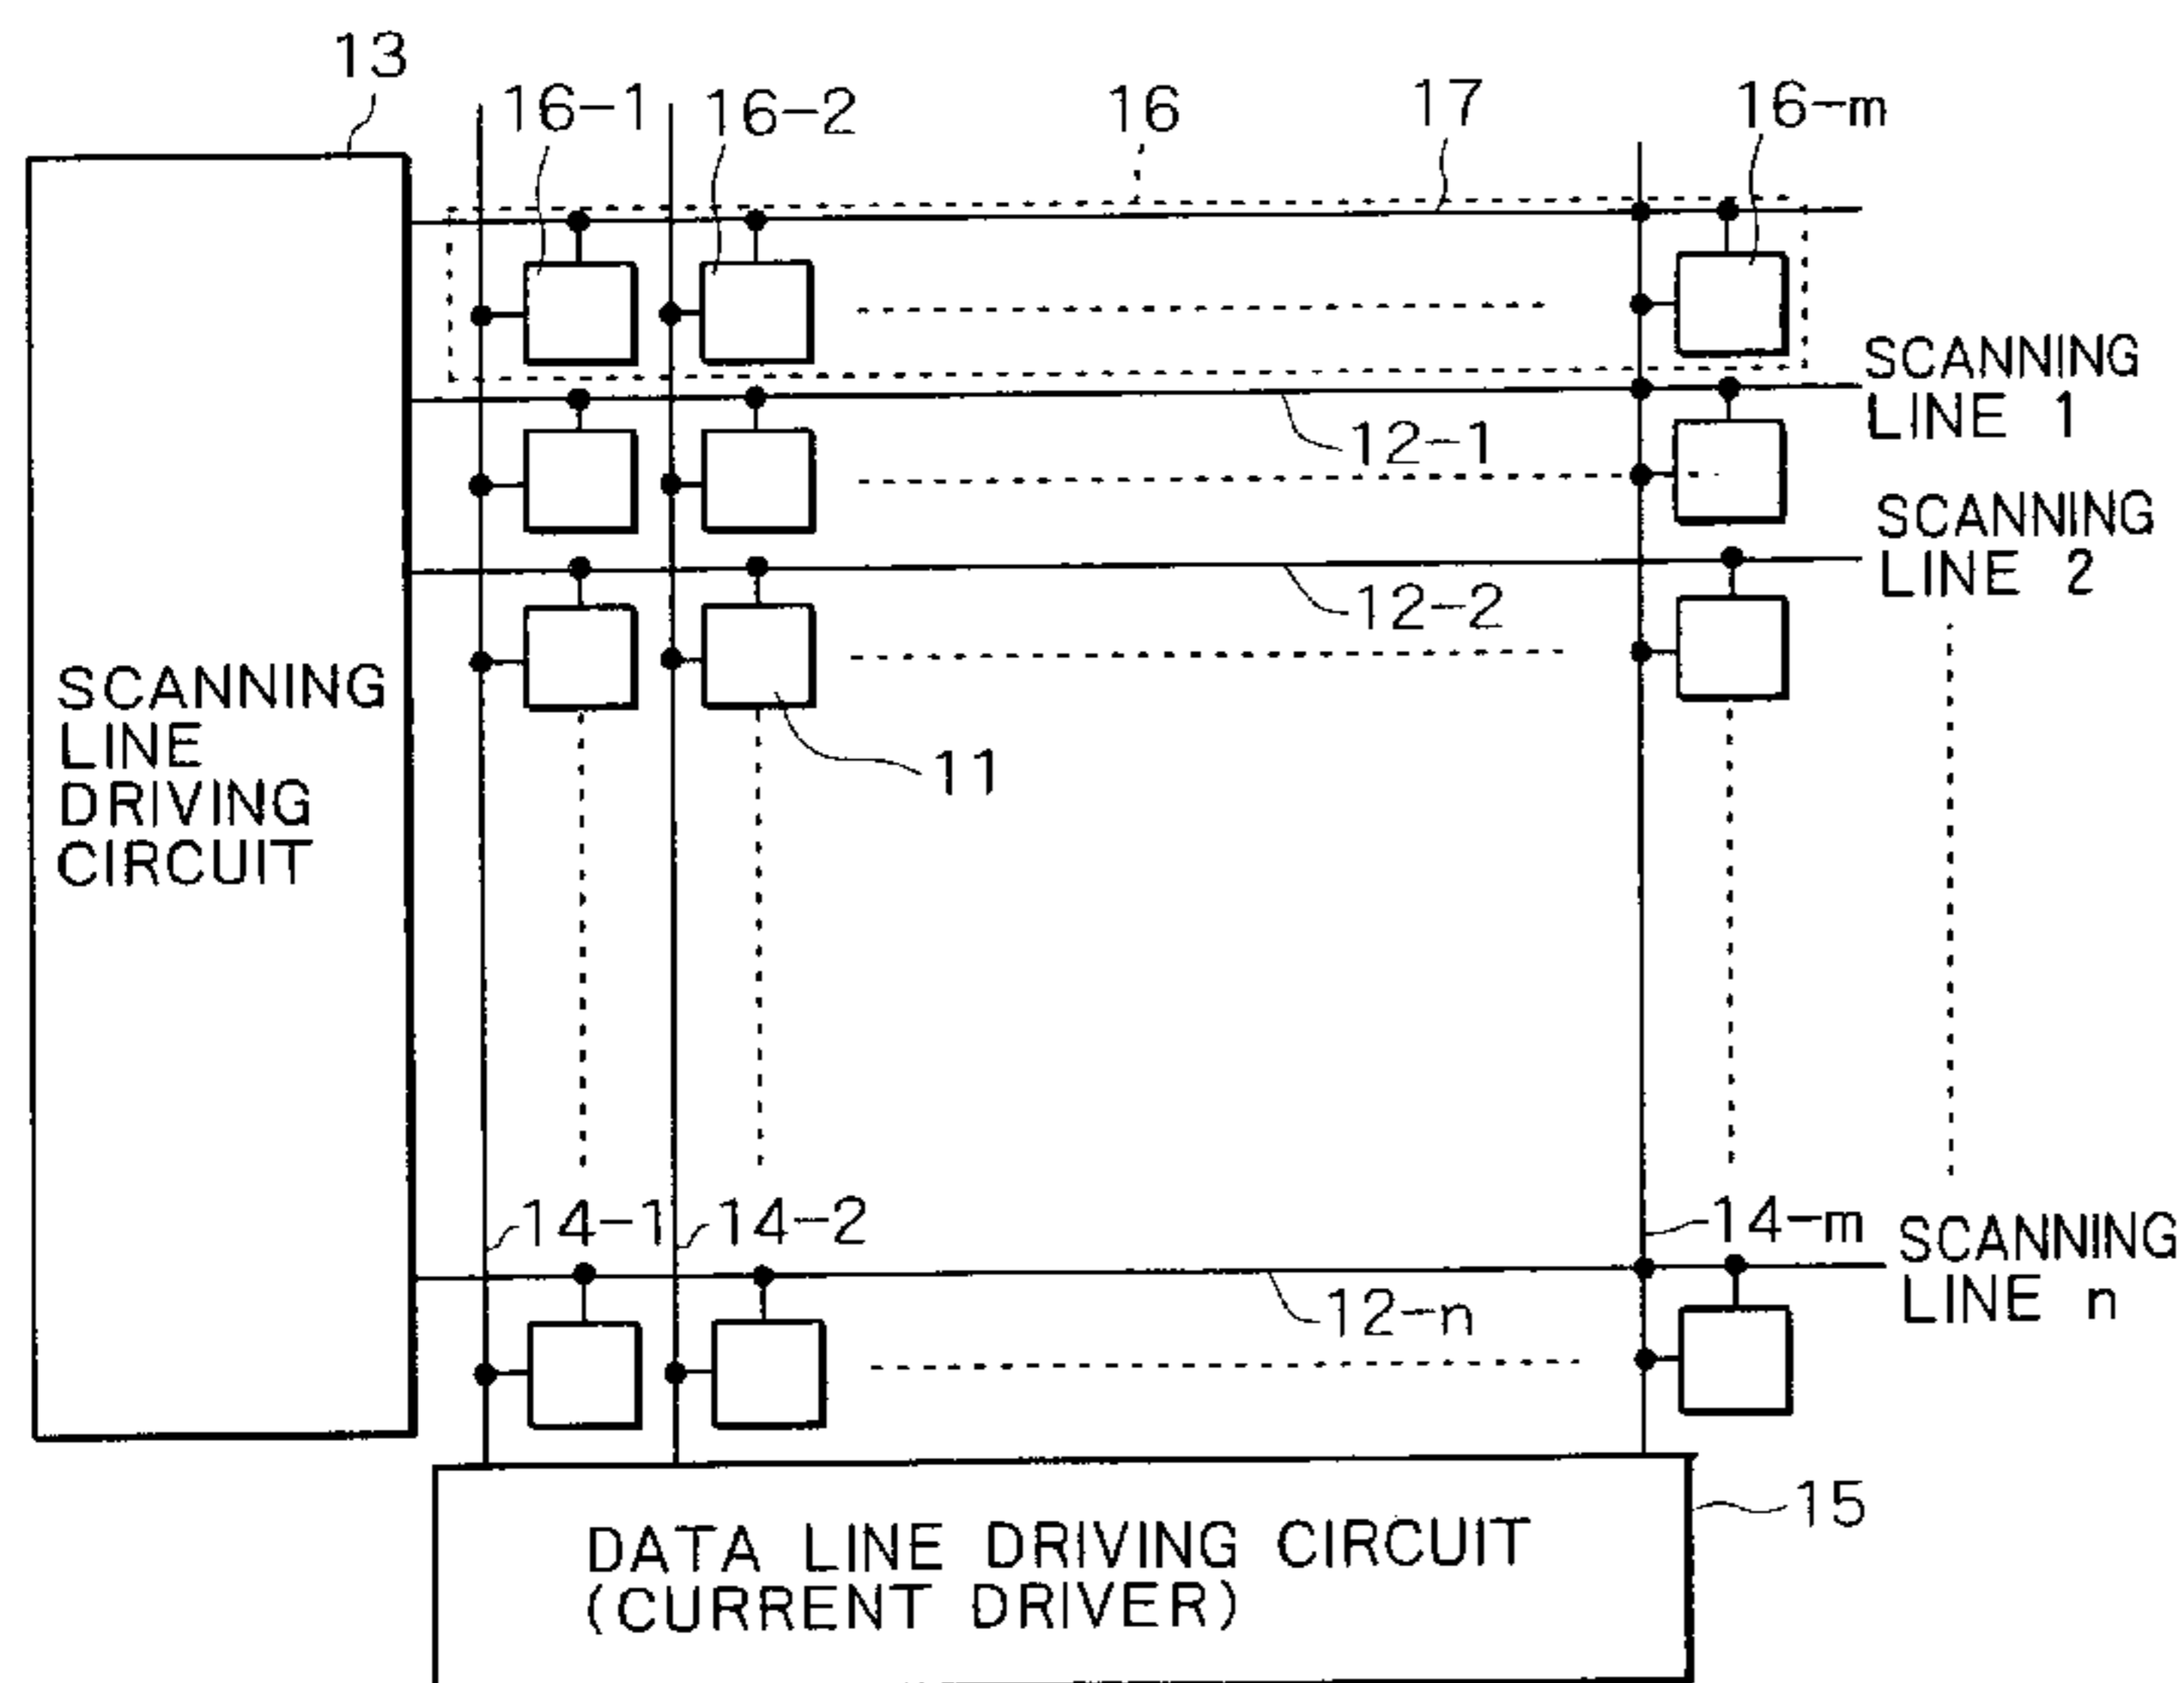 13
16-1
16-2
16
17
16-m
SCANNING
LINE 1
12-1
SCANNING
LINE 2
12-2
SCANNING
LINE
DRIVING
CIRCUIT
11
14-1
14-2
14-m
SCANNING
LINE n
12-n
15
DATA LINE DRIVING CIRCUIT
(CURRENT DRIVER)